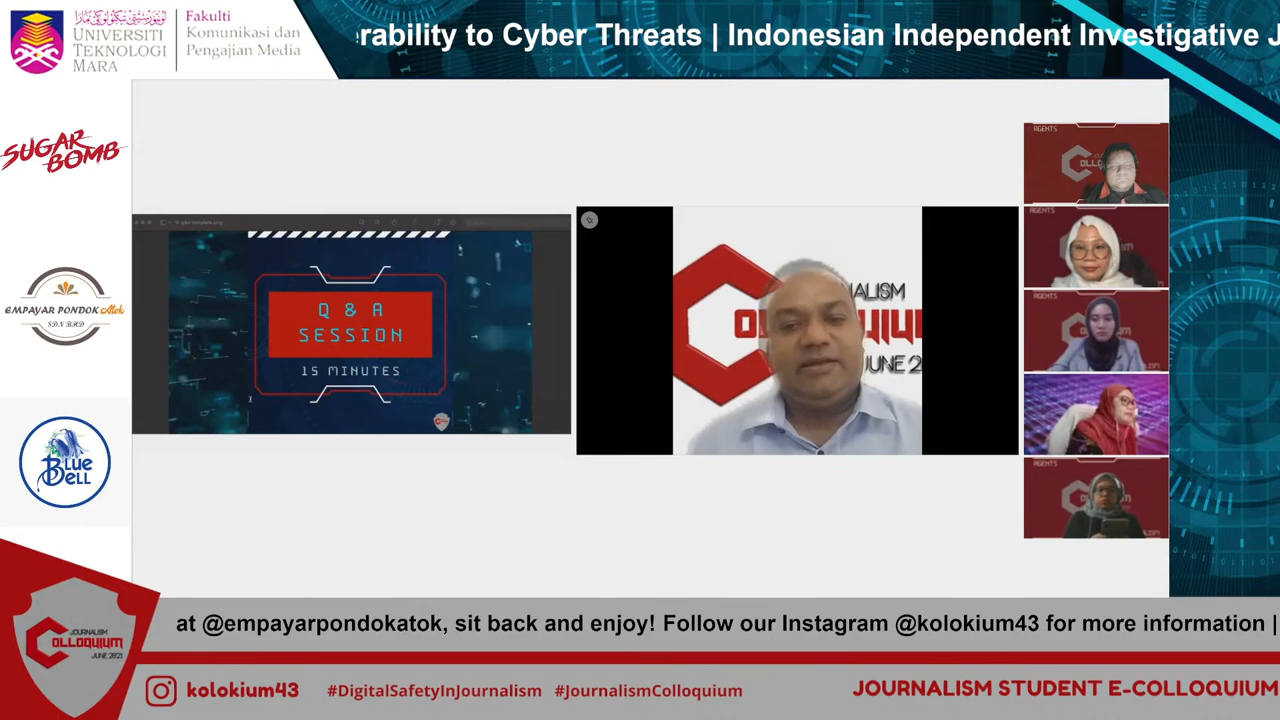 UNIVERSITI
TEKNOLOGI
MARA
Fakulti
Komunikasi dan
Pengajian Media
erability to Cyber Threats | Indonesian Independent Investigative J
SUGAR
BOMB
EMPAYAR PONDOK Atok
SDN BHD
BLUE
BELL
Q & A
SESSION
15 MINUTES
NALISM
OLLOQUIUM
JUNE 2
AGENTS
AGENTS
AGENTS
AGENTS
at @empayarpondokatok, sit back and enjoy! Follow our Instagram @kolokium43 for more information |
JOURNALISM
COLLOQUIUM
JUNE 2021
kolokium43
#DigitalSafetyInJournalism #JournalismColloquium
JOURNALISM STUDENT E-COLLOQUIUM